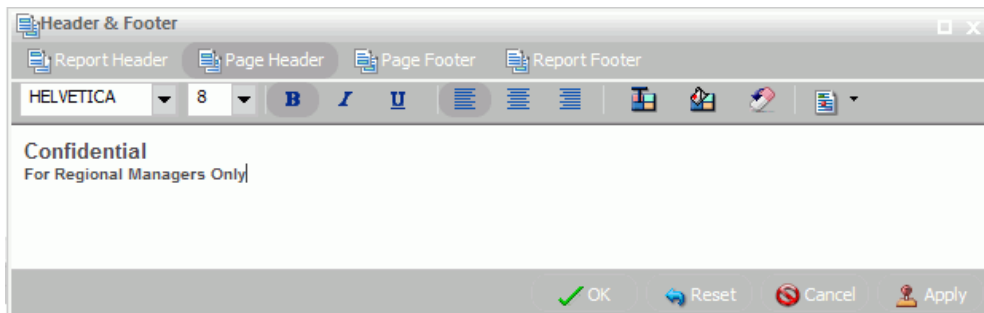 Header & Footer
Report Header Page Header Page Footer Report Footer
HELVETICA 8 B I U
Confidential
For Regional Managers Only
OK Reset Cancel Apply